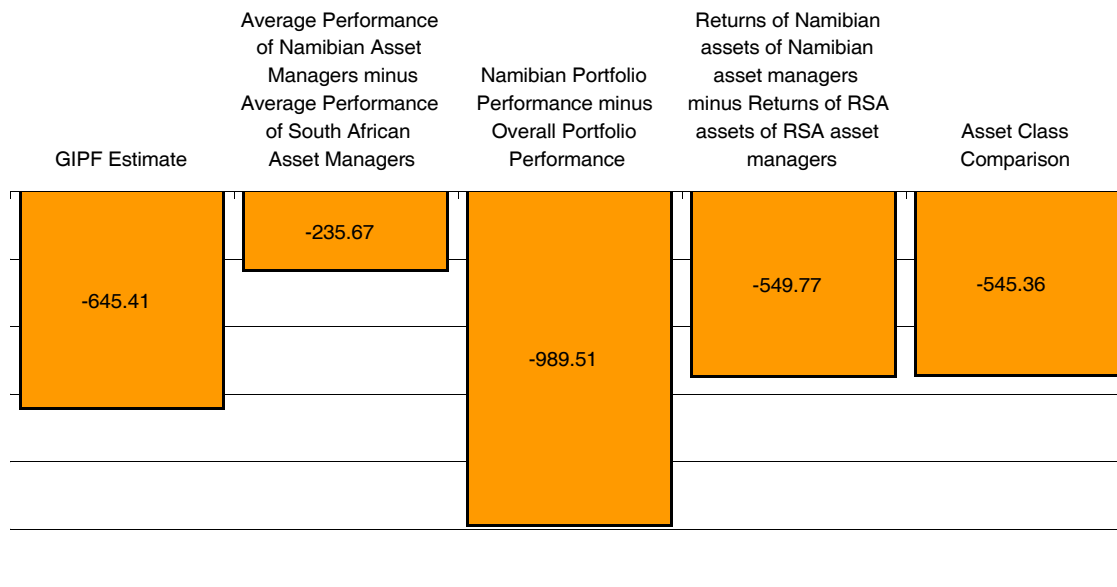 GIPF Estimate
Average Performance
of Namibian Asset
Managers minus
Average Performance
of South African
Asset Managers
Namibian Portfolio
Performance minus
Overall Portfolio
Performance
Returns of Namibian
assets of Namibian
asset managers
minus Returns of RSA
assets of RSA asset
managers
Asset Class
Comparison
-645.41
-235.67
-989.51
-549.77
-545.36